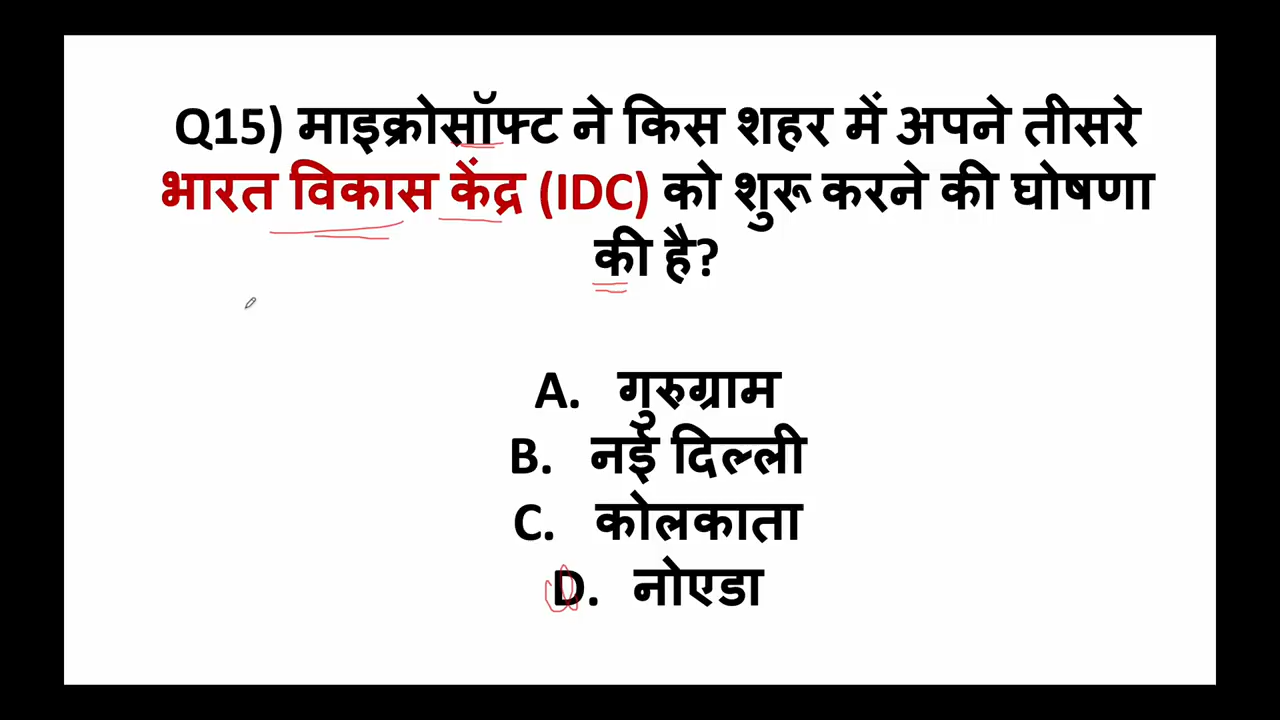 Q15) माइक्रोसॉफ्ट ने किस शहर में अपने तीसरे
भारत विकास केंद्र (IDC) को शुरू करने की घोषणा
की है?
A. गुरुग्राम
B. नई दिल्ली
C. कोलकाता
D. नोएडा